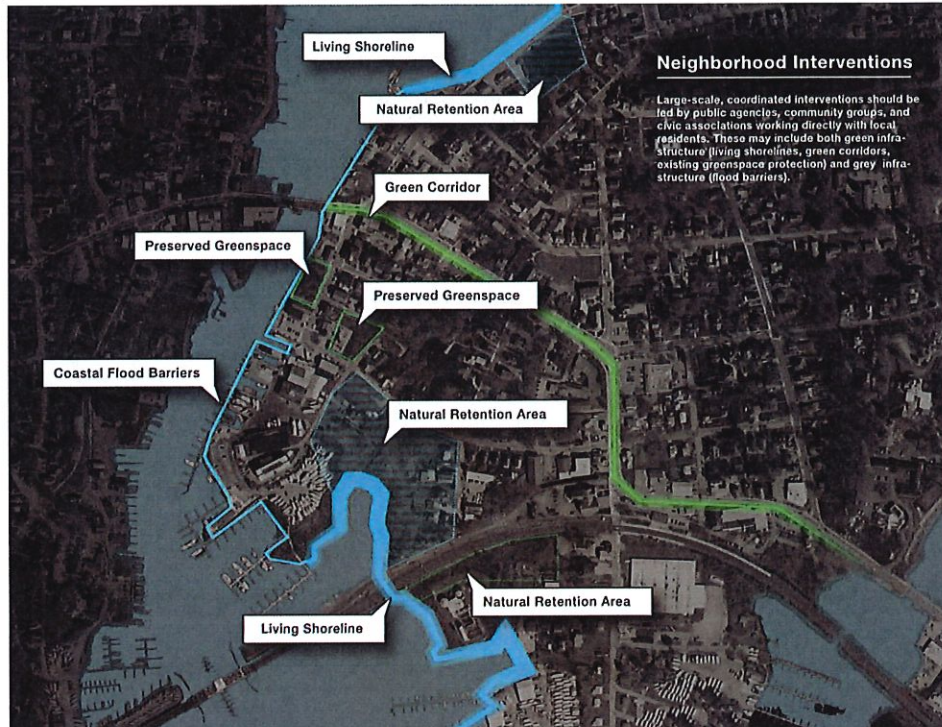 Living Shoreline
Neighborhood Interventions
Natural Retention Area
Large-scale, coordinated interventions should be
led by public agencies, community groups, and
civic associations working directly with local
residents. These may include both green infra-
structure (living shorelines, green corridors,
existing greenspace protection) and grey infra-
structure (flood barriers).
Green Corridor
Preserved Greenspace
Preserved Greenspace
Coastal Flood Barriers
Natural Retention Area
Natural Retention Area
Living Shoreline